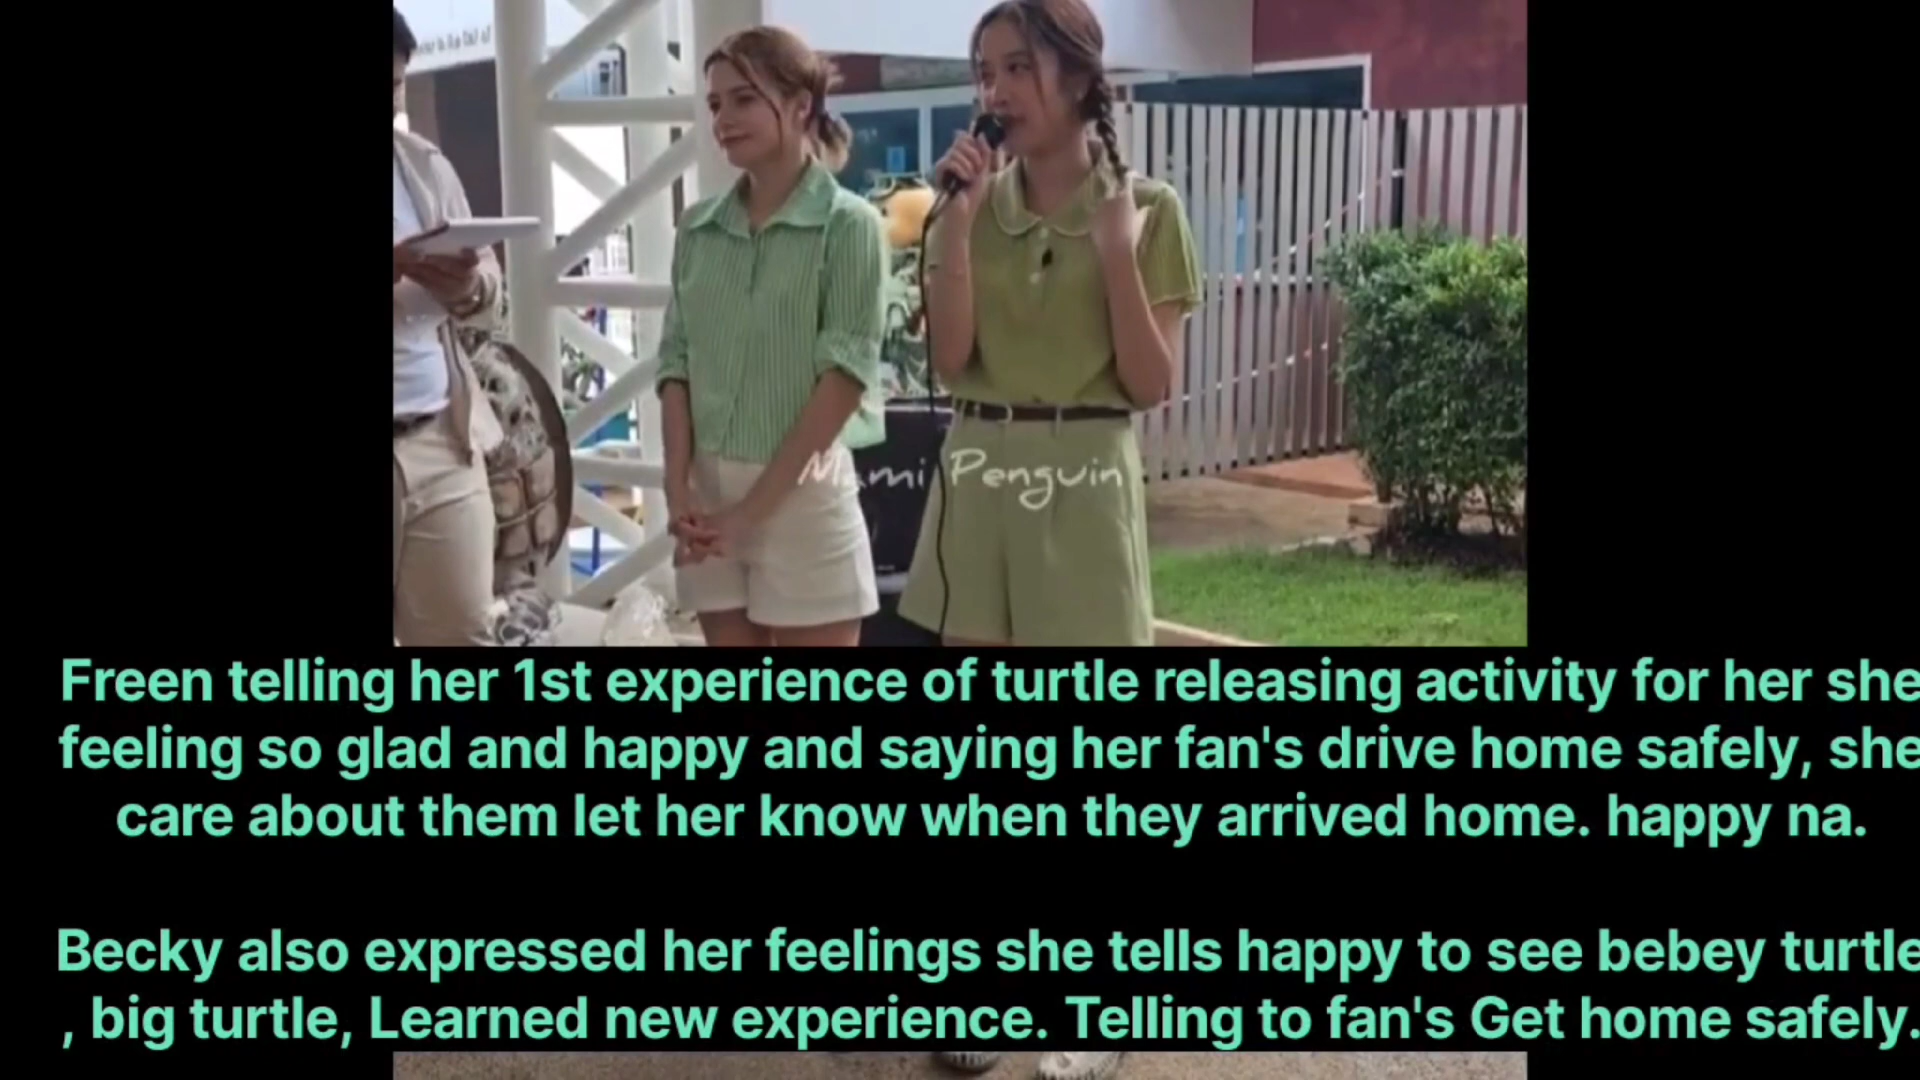 Mami Penguin
Freen telling her 1st experience of turtle releasing activity for her she
feeling so glad and happy and saying her fan's drive home safely, she
care about them let her know when they arrived home. happy na.
Becky also expressed her feelings she tells happy to see bebey turtle
, big turtle, Learned new experience. Telling to fan's Get home safely.